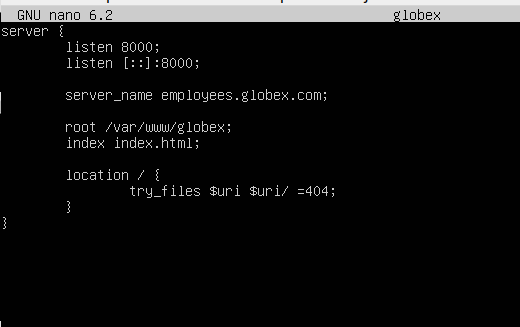 GNU nano 6.2 globex
server {
listen 8000;
listen [::]:8000;
server_name employees.globex.com;
root /var/www/globex;
index index.html;
location / {
try_files $uri $uri/ =404;
}
}